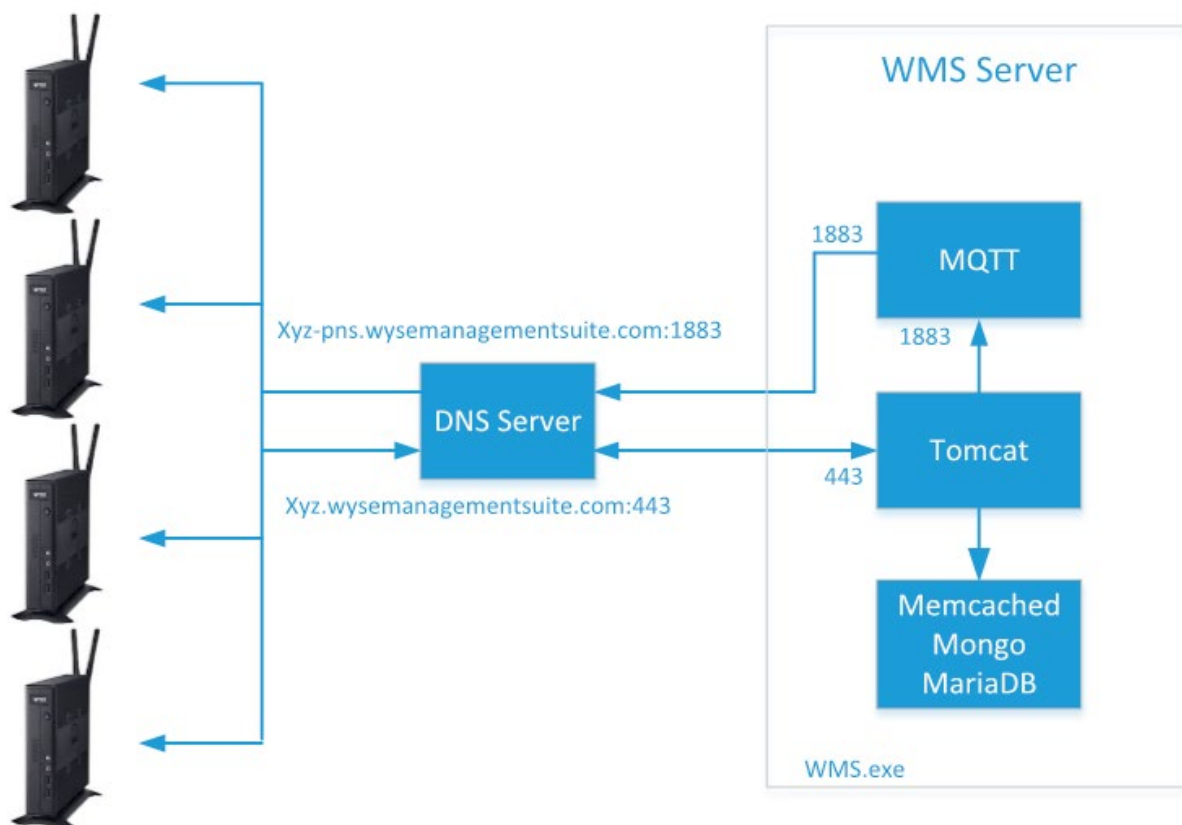 WMS Server
1883
MQTT
Xyz-pns.wysemanagementsuite.com:1883
1883
DNS Server
Tomcat
443
Xyz.wysemanagementsuite.com:443
Memcached
Mongo
MariaDB
WMS.exe